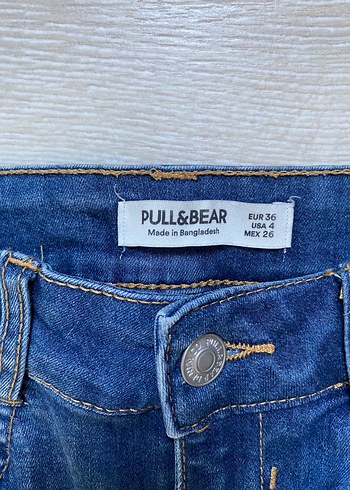 PULL&BEAR
Made in Bangladesh
EUR 36
USA 4
MEX 26